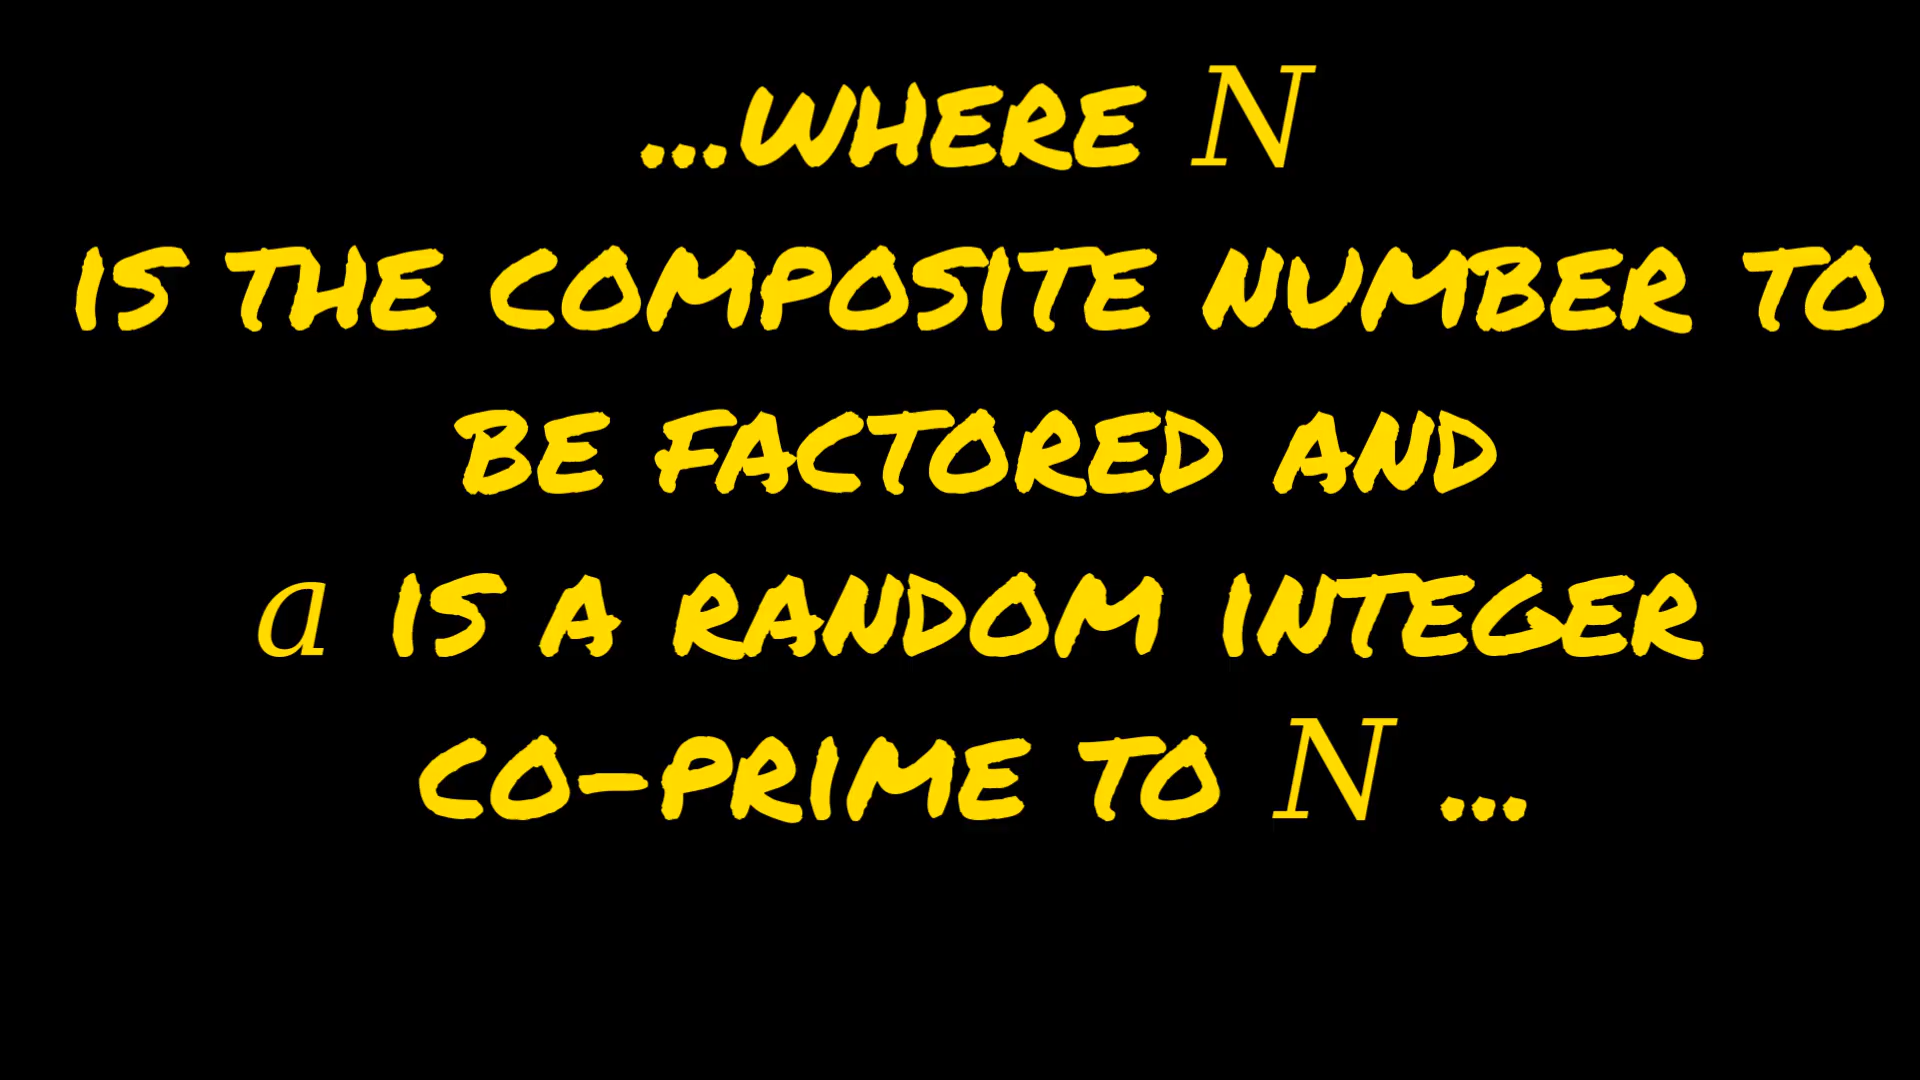 ...WHERE N
IS THE COMPOSITE NUMBER TO
BE FACTORED AND
a IS A RANDOM INTEGER
CO-PRIME TO N ...